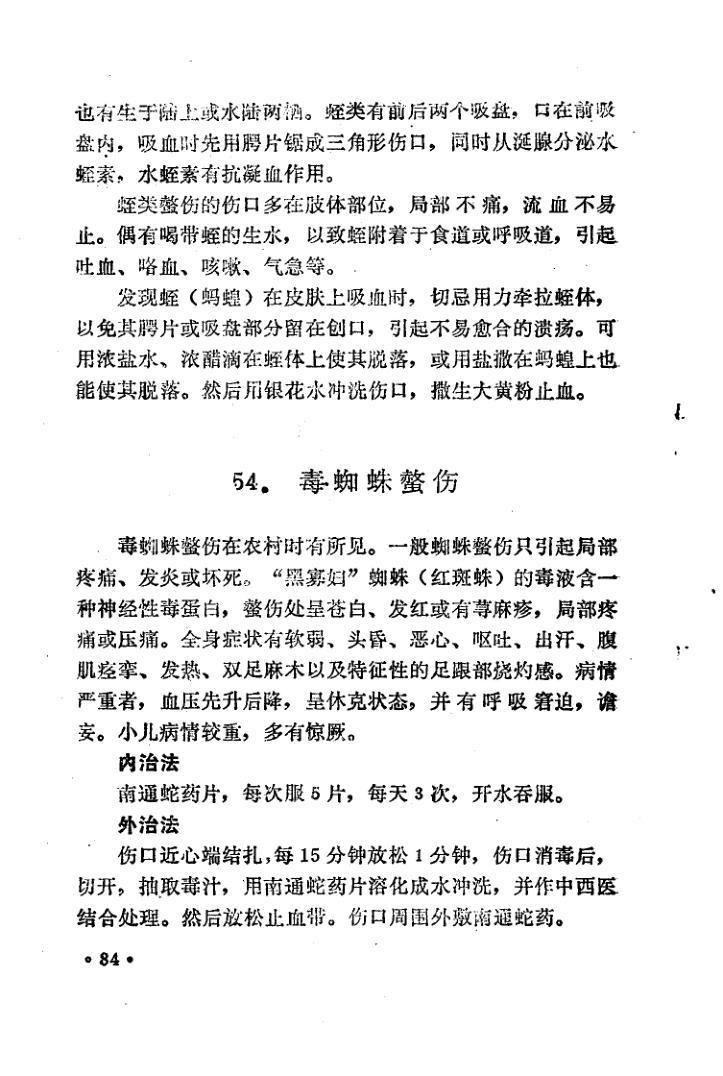 也有生于陆上或水陆两栖。蛭类有前后两个吸盘，口在前吸
盘内，吸血时先用腭片锯成三角形伤口，同时从涎腺分泌水
蛭素，水蛭素有抗凝血作用。
蛭类螫伤的伤口多在肢体部位，局部不痛，流血不易
止。偶有喝带蛭的生水，以致蛭附着于食道或呼吸道，引起
吐血、咯血、咳嗽、气急等。
发现蛭（蚂蝗）在皮肤上吸血时，切忌用力牵拉蛭体，
以免其腭片或吸盘部分留在创口，引起不易愈合的溃疡。可
用浓盐水、浓醋滴在蛭体上使其脱落，或用盐撒在蚂蝗上也
能使其脱落。然后用银花水冲洗伤口，撒生大黄粉止血。
54．毒蜘蛛螫伤
毒蜘蛛螫伤在农村时有所见。一般蜘蛛螫伤只引起局部
疼痛、发炎或坏死。“黑寡妇”蜘蛛（红斑蛛）的毒液含一
种神经性毒蛋白，螫伤处呈苍白、发红或有荨麻疹，局部疼
痛或压痛。全身症状有软弱、头昏、恶心、呕吐、出汗、腹
肌痉挛、发热、双足麻木以及特征性的足跟部烧灼感。病情
严重者，血压先升后降，呈休克状态，并有呼吸窘迫，谵
妄。小儿病情较重，多有惊厥。
内治法
南通蛇药片，每次服5片，每天3次，开水吞服。
外治法
伤口近心端结扎，每15分钟放松1分钟，伤口消毒后，
切开，抽取毒汁，用南通蛇药片溶化成水冲洗，并作中西医
结合处理。然后放松止血带。伤口周围外敷南通蛇药。
• 84 •